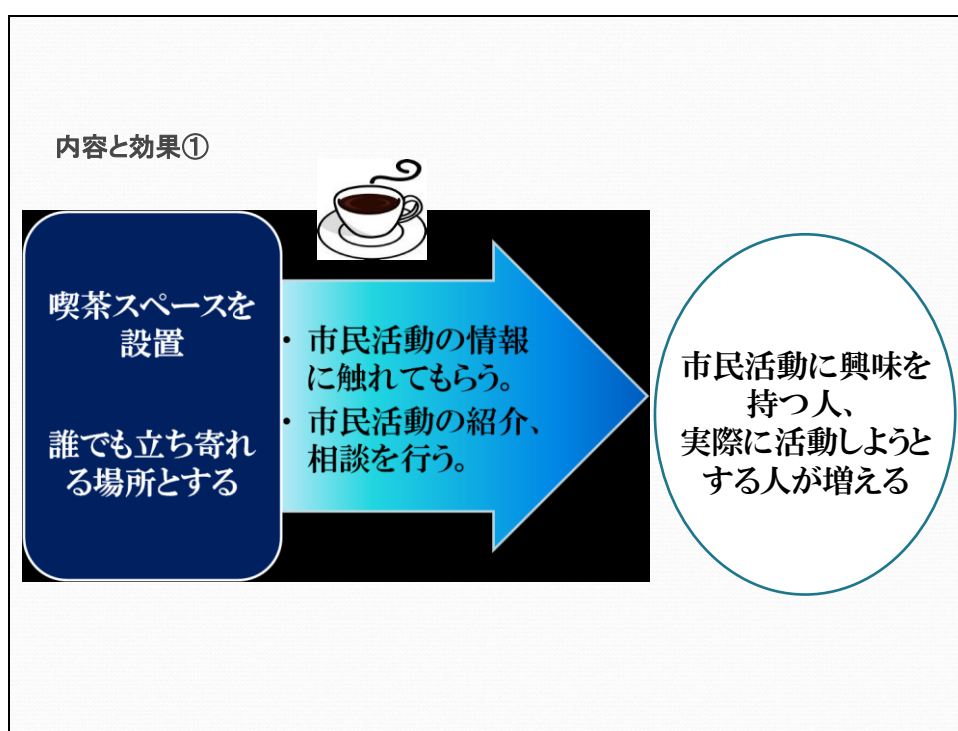 内容と効果①
喫茶スペースを
設置
誰でも立ち寄れ
る場所とする
・ 市民活動の情報
に触れてもらう。
・ 市民活動の紹介、
相談を行う。
市民活動に興味を
持つ人、
実際に活動しようと
する人が増える